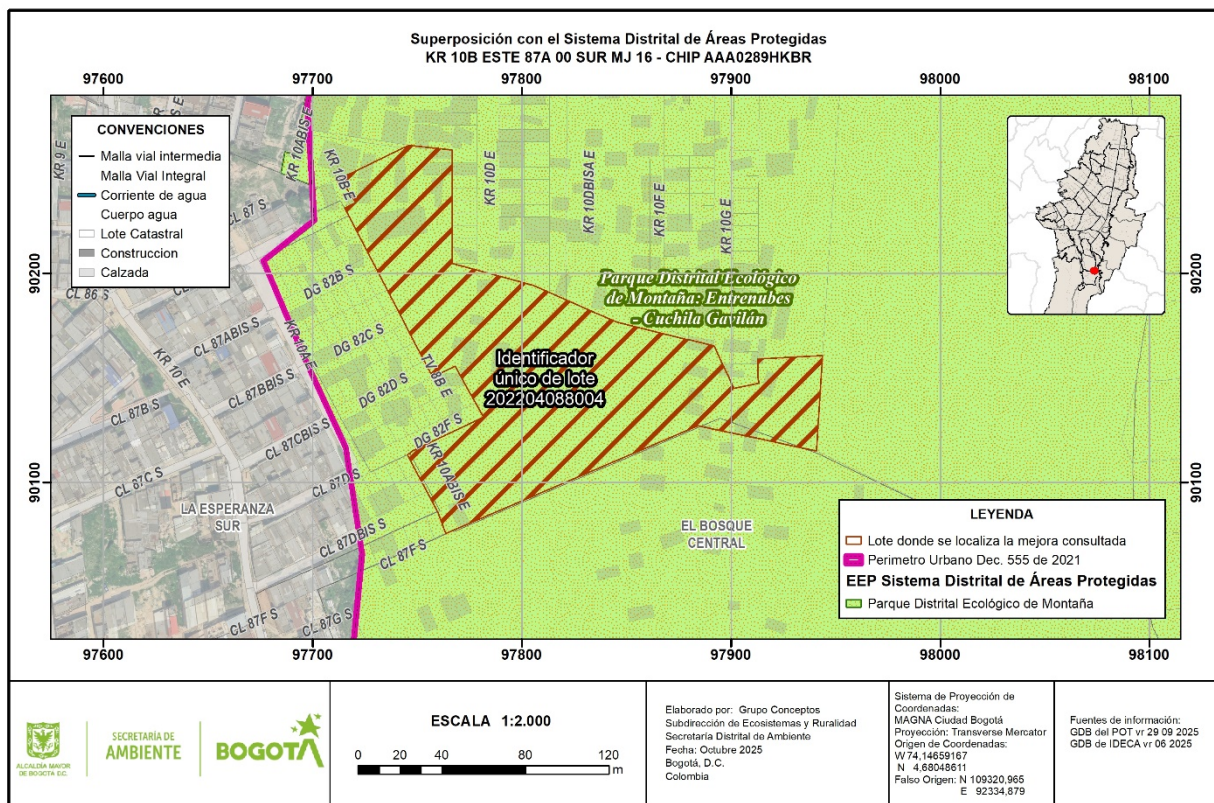 Superposición con el Sistema Distrital de Áreas Protegidas
KR 10B ESTE 87A 00 SUR MJ 16 - CHIP AAA0289HKBR
97600
97700
97800
97900
98000
98100
CONVENCIONES
Malla vial intermedia
Malla Vial Integral
Corriente de agua
Cuerpo agua
Lote Catastral
Construccion
Calzada
KR 9 E
KR 10ABIS E
KR 10B E
KR 10D E
KR 10DBISA E
KR 10F E
KR 10G E
CL 87 S
90200
90200
CL 86 S
DG 82B S
Parque Distrital Ecológico
de Montaña: Entrenubes
- Cuchila Gavilán
CL 87ABIS S
KR 10A E
DG 82C S
KR 10 E
CL 87BBIS S
TV 8B E
Identificador
único de lote
202204088004
CL 87B S
DG 82D S
CL 87CBIS S
DG 82F S
KR 10ABIS E
CL 87C S
CL 87D S
90100
90100
LA ESPERANZA
SUR
CL 87DBIS S
CL 87F S
EL BOSQUE
CENTRAL
CL 87F S
CL 87G S
LEYENDA
Lote donde se localiza la mejora consultada
Perimetro Urbano Dec. 555 de 2021
EEP Sistema Distrital de Áreas Protegidas
Parque Distrital Ecológico de Montaña
97600
97700
97800
97900
98000
98100
ALCALDÍA MAYOR
DE BOGOTÁ D.C.
SECRETARÍA DE
AMBIENTE
BOGOTÁ
ESCALA 1:2.000
0 20 40 60 80 120
m
Elaborado por: Grupo Conceptos
Subdirección de Ecosistemas y Ruralidad
Secretaría Distrital de Ambiente
Fecha: Octubre 2025
Bogotá, D.C.
Colombia
Sistema de Proyección de
Coordenadas:
MAGNA Ciudad Bogotá
Proyección: Transverse Mercator
Origen de Coordenadas:
W 74,14659167
N 4,68048611
Falso Origen: N 109320,965
E 92334,879
Fuentes de información:
GDB del POT vr 29 09 2025
GDB de IDECA vr 06 2025